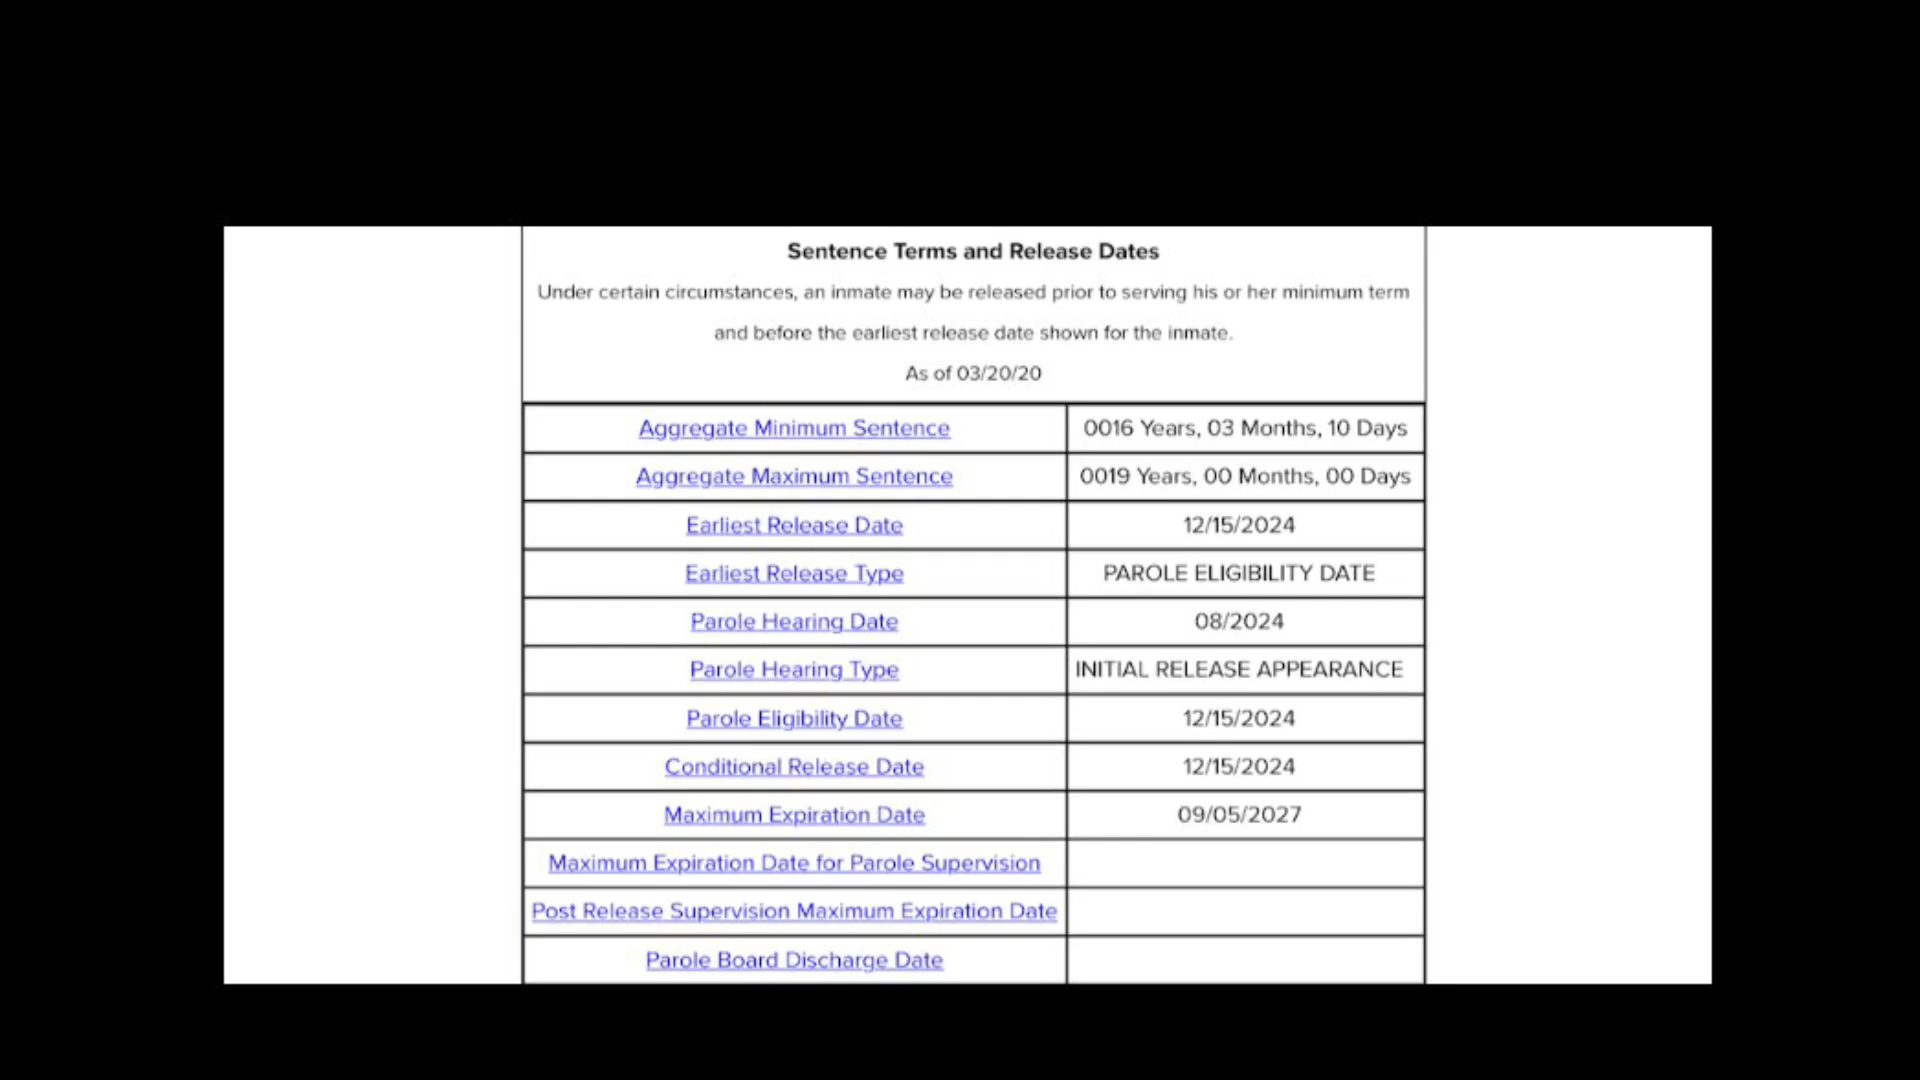 Sentence Terms and Release Dates
Under certain circumstances, an inmate may be released prior to serving his or her minimum term
and before the earliest release date shown for the inmate.
As of 03/20/20
Aggregate Minimum Sentence 0016 Years, 03 Months, 10 Days
Aggregate Maximum Sentence 0019 Years, 00 Months, 00 Days
Earliest Release Date 12/15/2024
Earliest Release Type PAROLE ELIGIBILITY DATE
Parole Hearing Date 08/2024
Parole Hearing Type INITIAL RELEASE APPEARANCE
Parole Eligibility Date 12/15/2024
Conditional Release Date 12/15/2024
Maximum Expiration Date 09/05/2027
Maximum Expiration Date for Parole Supervision
Post Release Supervision Maximum Expiration Date
Parole Board Discharge Date